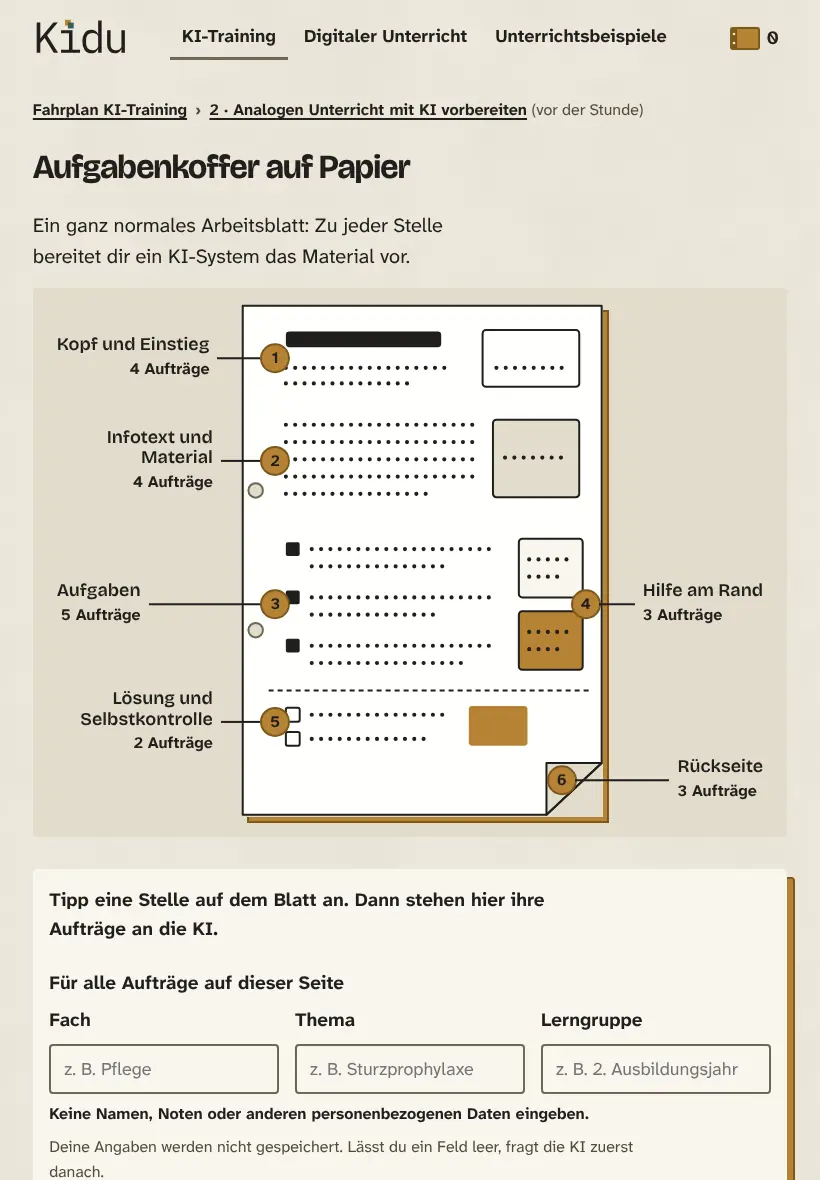 Kidu
KI-Training
Digitaler Unterricht
Unterrichtsbeispiele
0
Fahrplan KI-Training › 2 · Analogen Unterricht mit KI vorbereiten (vor der Stunde)
Aufgabenkoffer auf Papier
Ein ganz normales Arbeitsblatt: Zu jeder Stelle
bereitet dir ein KI-System das Material vor.
Kopf und Einstieg
4 Aufträge
1
Infotext und
Material
4 Aufträge
2
Aufgaben
5 Aufträge
3
4
Hilfe am Rand
3 Aufträge
Lösung und
Selbstkontrolle
2 Aufträge
5
6
Rückseite
3 Aufträge
Tipp eine Stelle auf dem Blatt an. Dann stehen hier ihre
Aufträge an die KI.
Für alle Aufträge auf dieser Seite
Fach
Thema
Lerngruppe
z. B. Pflege
z. B. Sturzprophylaxe
z. B. 2. Ausbildungsjahr
Keine Namen, Noten oder anderen personenbezogenen Daten eingeben.
Deine Angaben werden nicht gespeichert. Lässt du ein Feld leer, fragt die KI zuerst
danach.